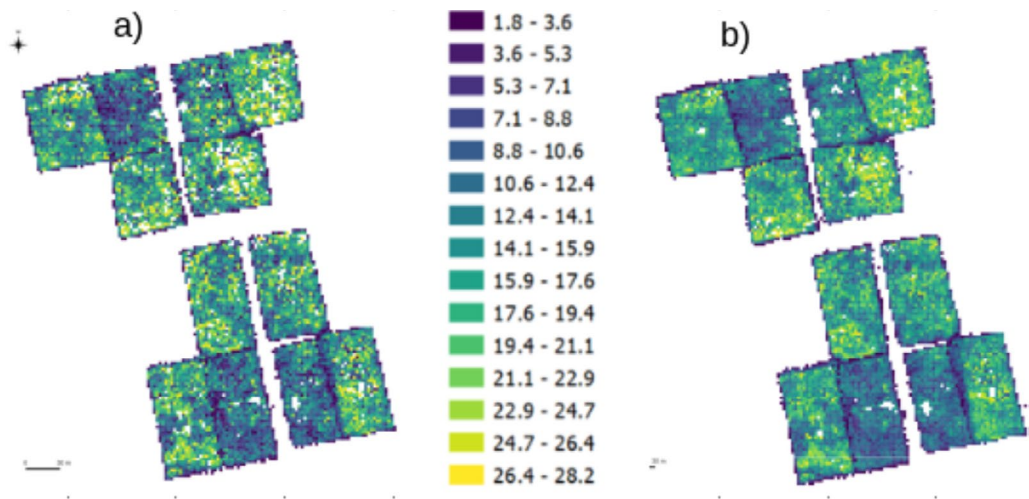 a)
b)
1.8 - 3.6
3.6 - 5.3
5.3 - 7.1
7.1 - 8.8
8.8 - 10.6
10.6 - 12.4
12.4 - 14.1
14.1 - 15.9
15.9 - 17.6
17.6 - 19.4
19.4 - 21.1
21.1 - 22.9
22.9 - 24.7
24.7 - 26.4
26.4 - 28.2